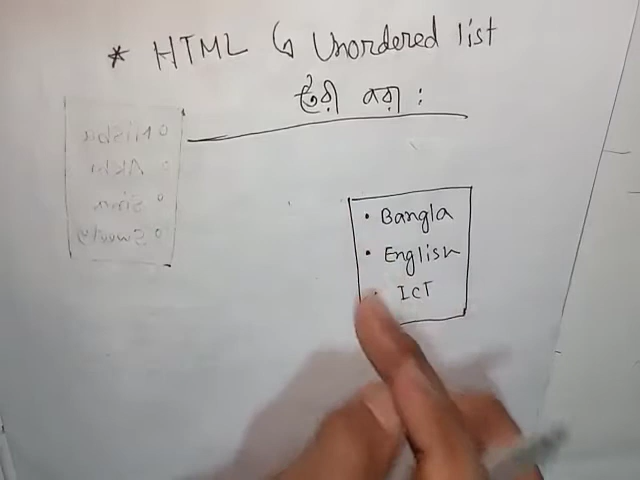 * HTML এ Unordered list
তৈরী করা :
• Bangla
• English
• ICT